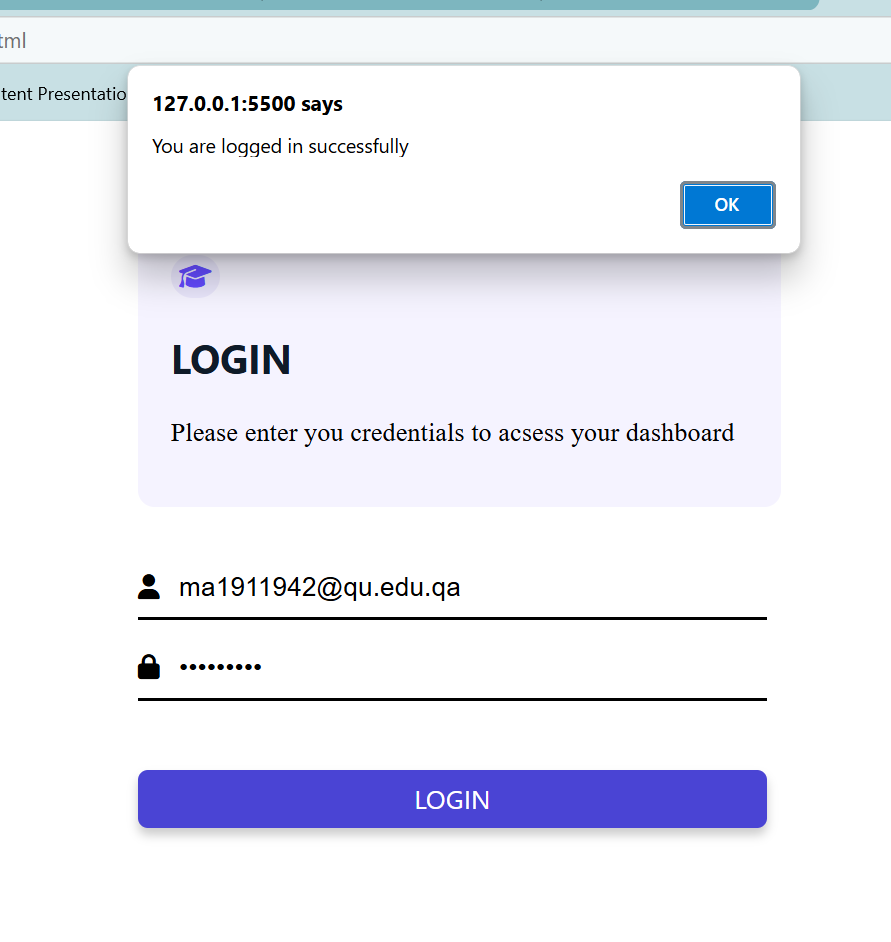 tml
tent Presentatio
127.0.0.1:5500 says
You are logged in successfully
OK
LOGIN
Please enter you credentials to acsess your dashboard
ma1911942@qu.edu.qa
•••••••••
LOGIN